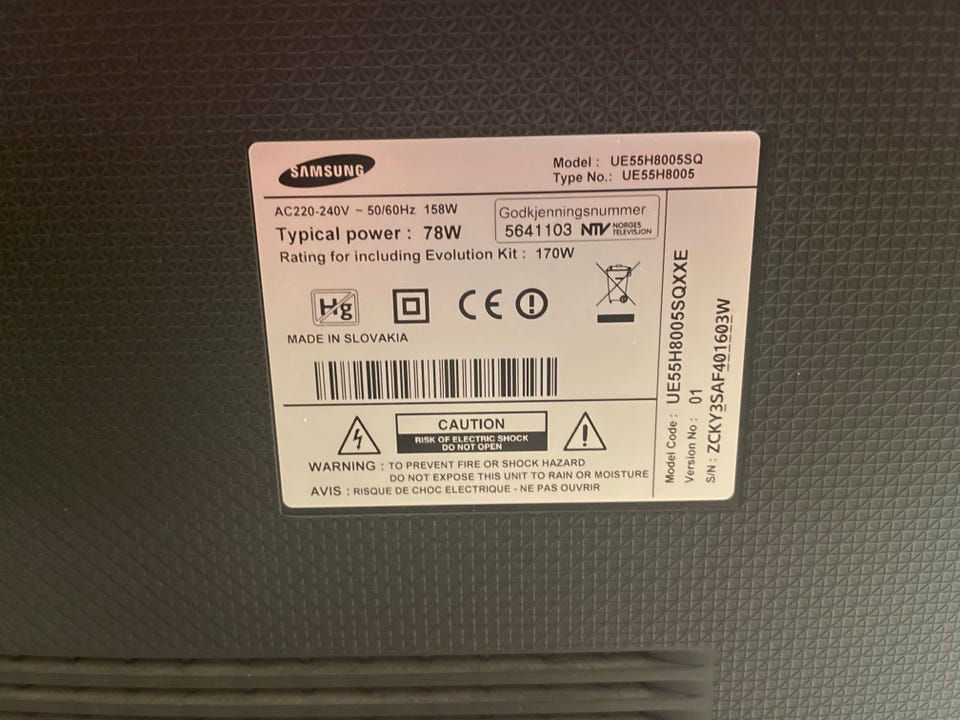 SAMSUNG
Model : UE55H8005SQ
Type No.: UE55H8005
AC220-240V ~ 50/60Hz 158W
Typical power : 78W
Rating for including Evolution Kit : 170W
Godkjenningsnummer
5641103 NTV NORGES TELEVISJON
Hg
CE
MADE IN SLOVAKIA
CAUTION
RISK OF ELECTRIC SHOCK
DO NOT OPEN
WARNING : TO PREVENT FIRE OR SHOCK HAZARD
DO NOT EXPOSE THIS UNIT TO RAIN OR MOISTURE
AVIS : RISQUE DE CHOC ELECTRIQUE - NE PAS OUVRIR
Model Code : UE55H8005SQXXE
Version No : 01
S/N : ZCKY3SAF401603W